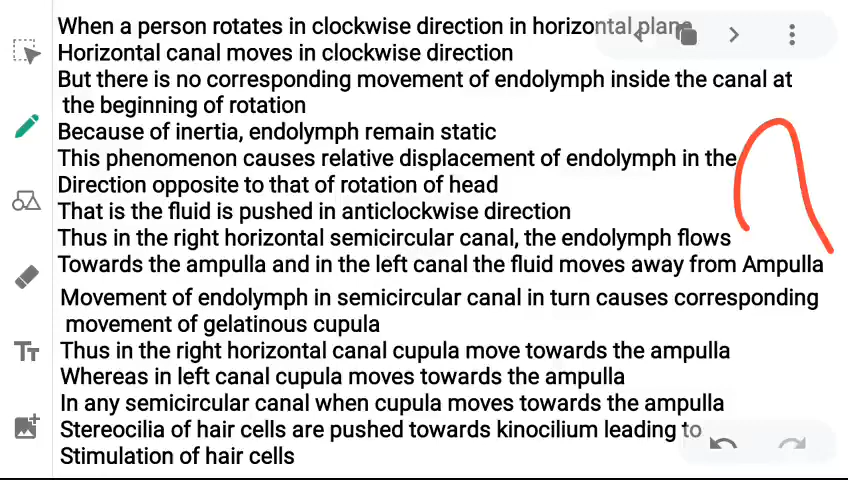 When a person rotates in clockwise direction in horizontal plane
Horizontal canal moves in clockwise direction
But there is no corresponding movement of endolymph inside the canal at
the beginning of rotation
Because of inertia, endolymph remain static
This phenomenon causes relative displacement of endolymph in the
Direction opposite to that of rotation of head
That is the fluid is pushed in anticlockwise direction
Thus in the right horizontal semicircular canal, the endolymph flows
Towards the ampulla and in the left canal the fluid moves away from Ampulla
Movement of endolymph in semicircular canal in turn causes corresponding
movement of gelatinous cupula
Thus in the right horizontal canal cupula move towards the ampulla
Whereas in left canal cupula moves towards the ampulla
In any semicircular canal when cupula moves towards the ampulla
Stereocilia of hair cells are pushed towards kinocilium leading to
Stimulation of hair cells